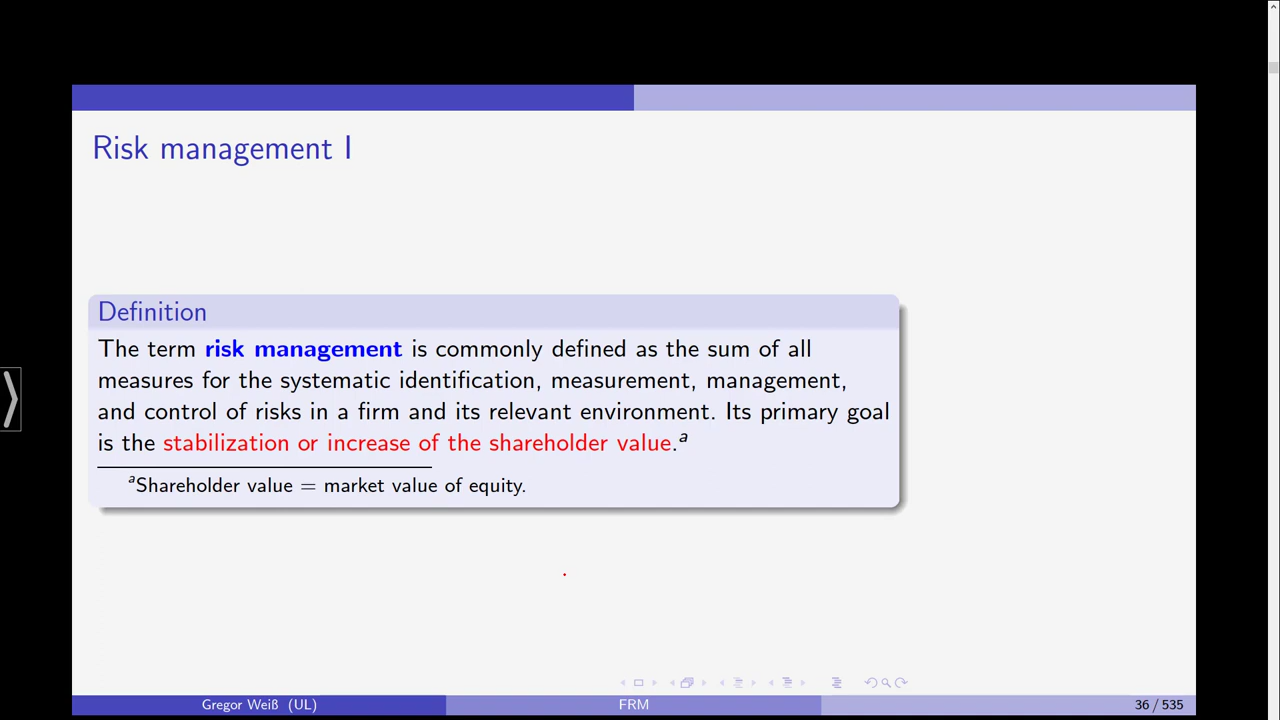 Risk management I
Definition
The term risk management is commonly defined as the sum of all
measures for the systematic identification, measurement, management,
and control of risks in a firm and its relevant environment. Its primary goal
is the stabilization or increase of the shareholder value.a
aShareholder value = market value of equity.
Gregor Weiß (UL) FRM 36 / 535